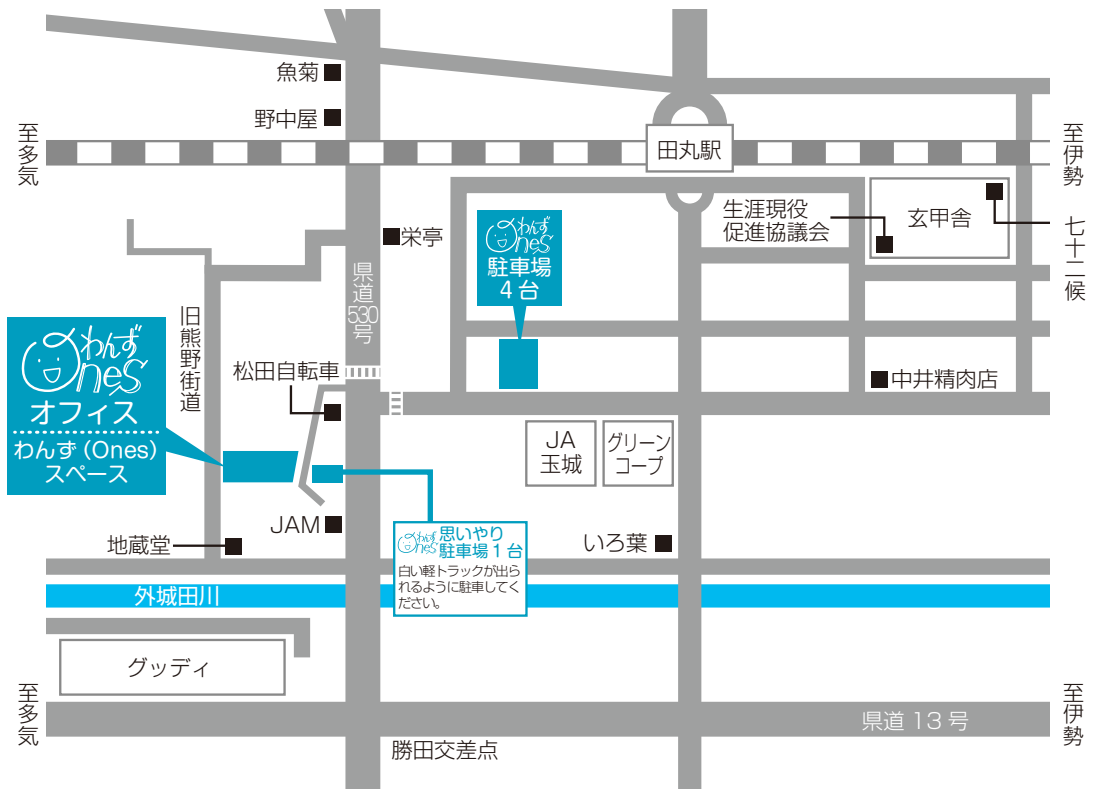 魚菊
野中屋
至多気
田丸駅
至伊勢
生涯現役
促進協議会
玄甲舎
七十二候
栄亭
わんず
Ones
駐車場
4台
県道
530
号
旧熊野街道
わんず
Ones
オフィス
わんず(Ones)
スペース
松田自転車
中井精肉店
JA
玉城
グリーン
コープ
JAM
わんず
Ones
思いやり
駐車場1台
白い軽トラックが出ら
れるように駐車してく
ださい。
地蔵堂
いろ葉
外城田川
グッディ
至多気
県道 13 号
至伊勢
勝田交差点